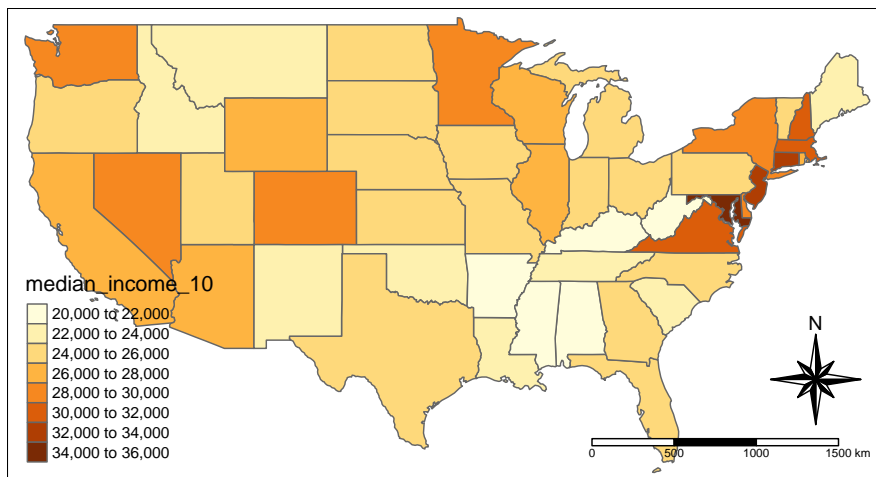 median_income_10
20,000 to 22,000
22,000 to 24,000
24,000 to 26,000
26,000 to 28,000
28,000 to 30,000
30,000 to 32,000
32,000 to 34,000
34,000 to 36,000
N
0 500 1000 1500 km